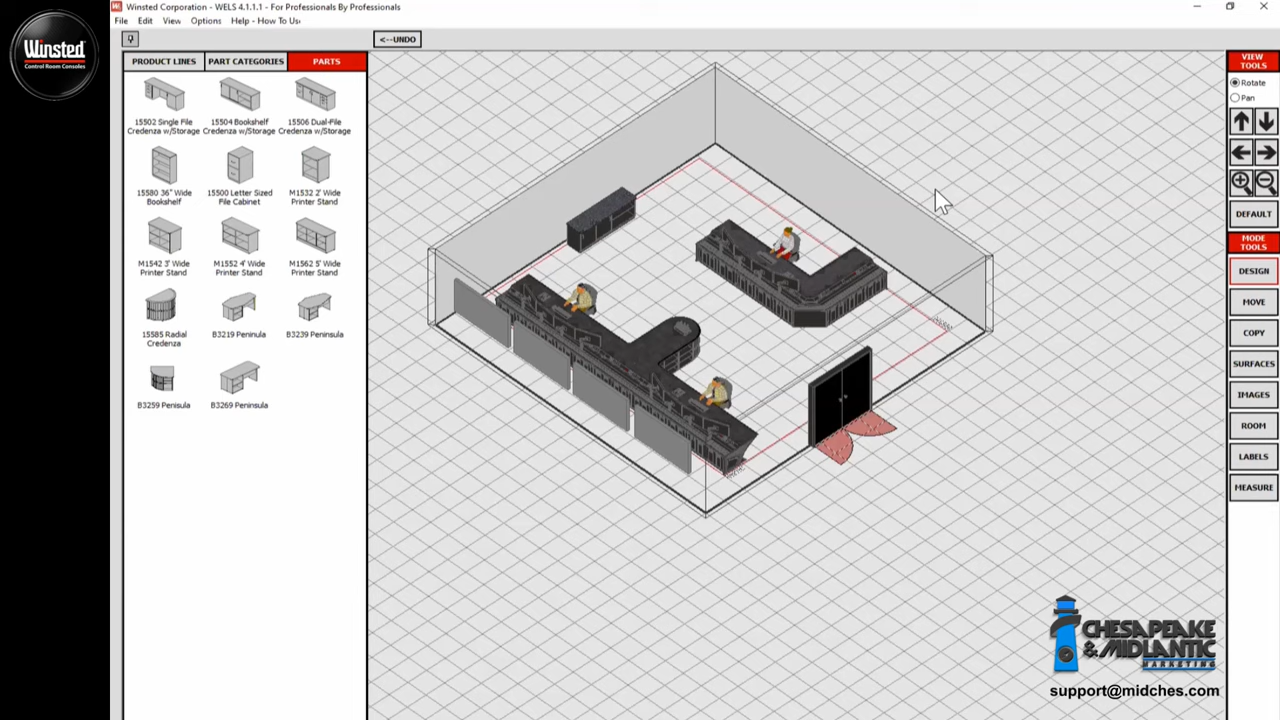 Winsted
Control Room Consoles
Winsted Corporation - WELS 4.1.1.1 - For Professionals By Professionals
File Edit View Options Help - How To Use
<--UNDO
PRODUCT LINES PART CATEGORIES PARTS
15502 Single File Credenza w/Storage
15504 Bookshelf Credenza w/Storage
15506 Dual-File Credenza w/Storage
15580 36" Wide Bookshelf
15500 Letter Sized File Cabinet
M1532 2' Wide Printer Stand
M1542 3' Wide Printer Stand
M1552 4' Wide Printer Stand
M1562 5' Wide Printer Stand
15585 Radial Credenza
B3219 Peninula
B3239 Peninsula
B3259 Penisula
B3269 Peninsula
VIEW TOOLS
Rotate
Pan
DEFAULT
MODE TOOLS
DESIGN
MOVE
COPY
SURFACES
IMAGES
ROOM
LABELS
MEASURE
CHESAPEAKE
& MIDLANTIC
MARKETING
support@midches.com